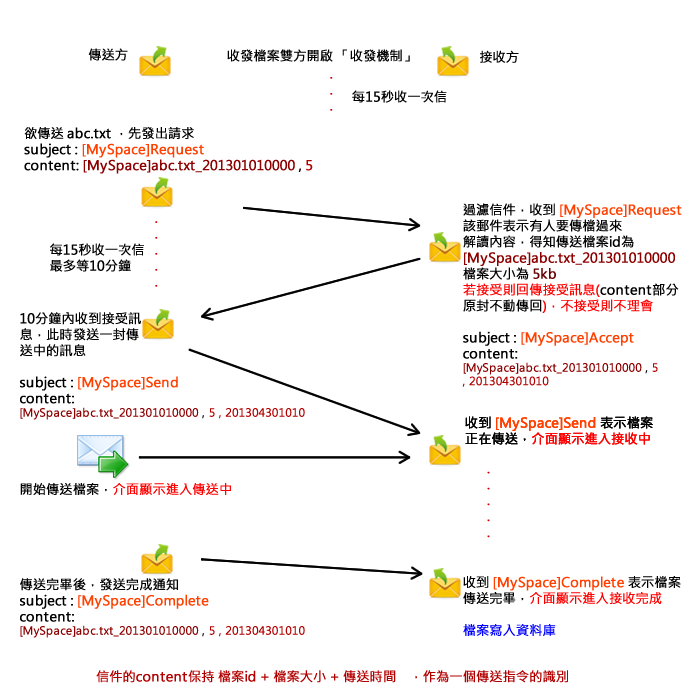 傳送方
收發檔案雙方開啟「收發機制」
接收方
每15秒收一次信
欲傳送 abc.txt ,先發出請求
subject : [MySpace]Request
content: [MySpace]abc.txt_201301010000 , 5
過濾信件,收到 [MySpace]Request
該郵件表示有人要傳檔過來
解讀內容,得知傳送檔案id為
[MySpace]abc.txt_201301010000
檔案大小為 5kb
若接受則回傳接受訊息(content部分
原封不動傳回),不接受則不理會
每15秒收一次信
最多等10分鐘
10分鐘內收到接受訊
息,此時發送一封傳
送中的訊息
subject : [MySpace]Accept
content:
[MySpace]abc.txt_201301010000 , 5
, 201304301010
subject : [MySpace]Send
content:
[MySpace]abc.txt_201301010000 , 5 , 201304301010
收到 [MySpace]Send 表示檔案
正在傳送,介面顯示進入接收中
開始傳送檔案,介面顯示進入傳送中
傳送完畢後,發送完成通知
subject : [MySpace]Complete
content:
[MySpace]abc.txt_201301010000 , 5 , 201304301010
收到 [MySpace]Complete 表示檔案
傳送完畢,介面顯示進入接收完成
檔案寫入資料庫
信件的content保持 檔案id + 檔案大小 + 傳送時間 ,作為一個傳送指令的識別